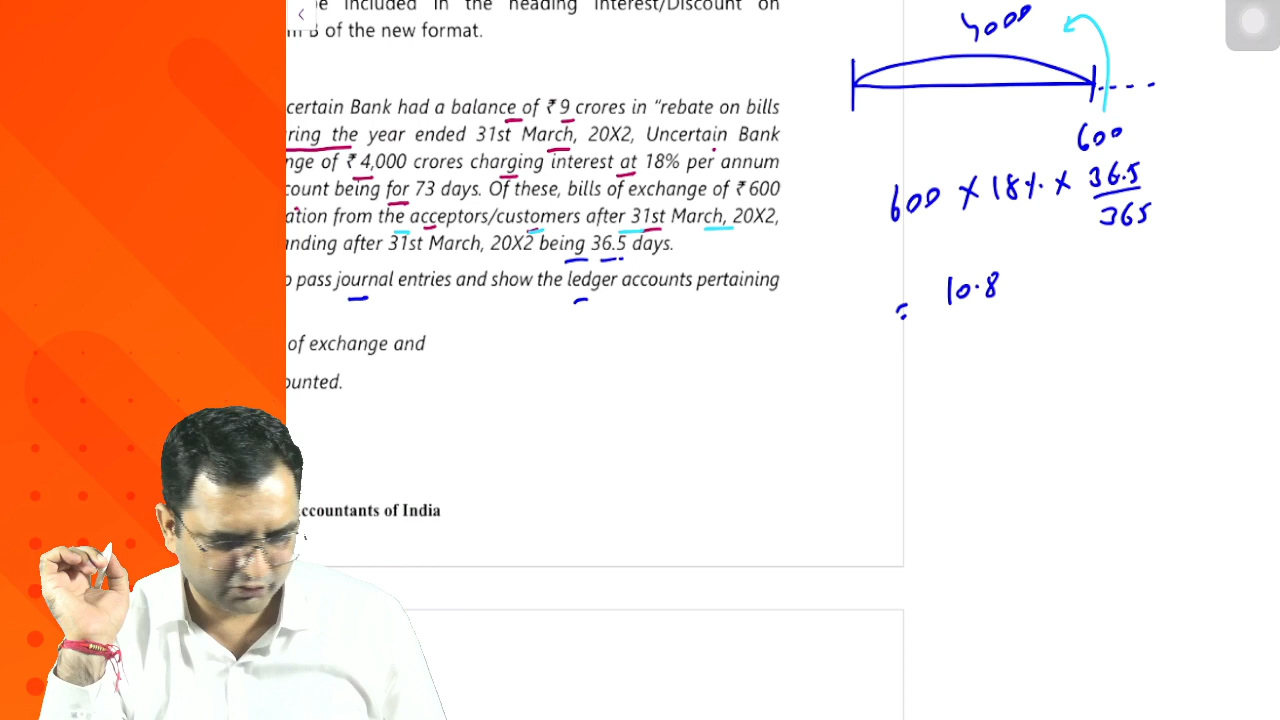 be included in the heading Interest/Discount on
m B of the new format.
certain Bank had a balance of ₹ 9 crores in “rebate on bills
ring the year ended 31st March, 20X2, Uncertain Bank
nge of ₹ 4,000 crores charging interest at 18% per annum
count being for 73 days. Of these, bills of exchange of ₹ 600
ation from the acceptors/customers after 31st March, 20X2,
nding after 31st March, 20X2 being 36.5 days.
o pass journal entries and show the ledger accounts pertaining
of exchange and
ounted.
ccountants of India
4000
600
600 × 18% × 36.5
365
= 10.8